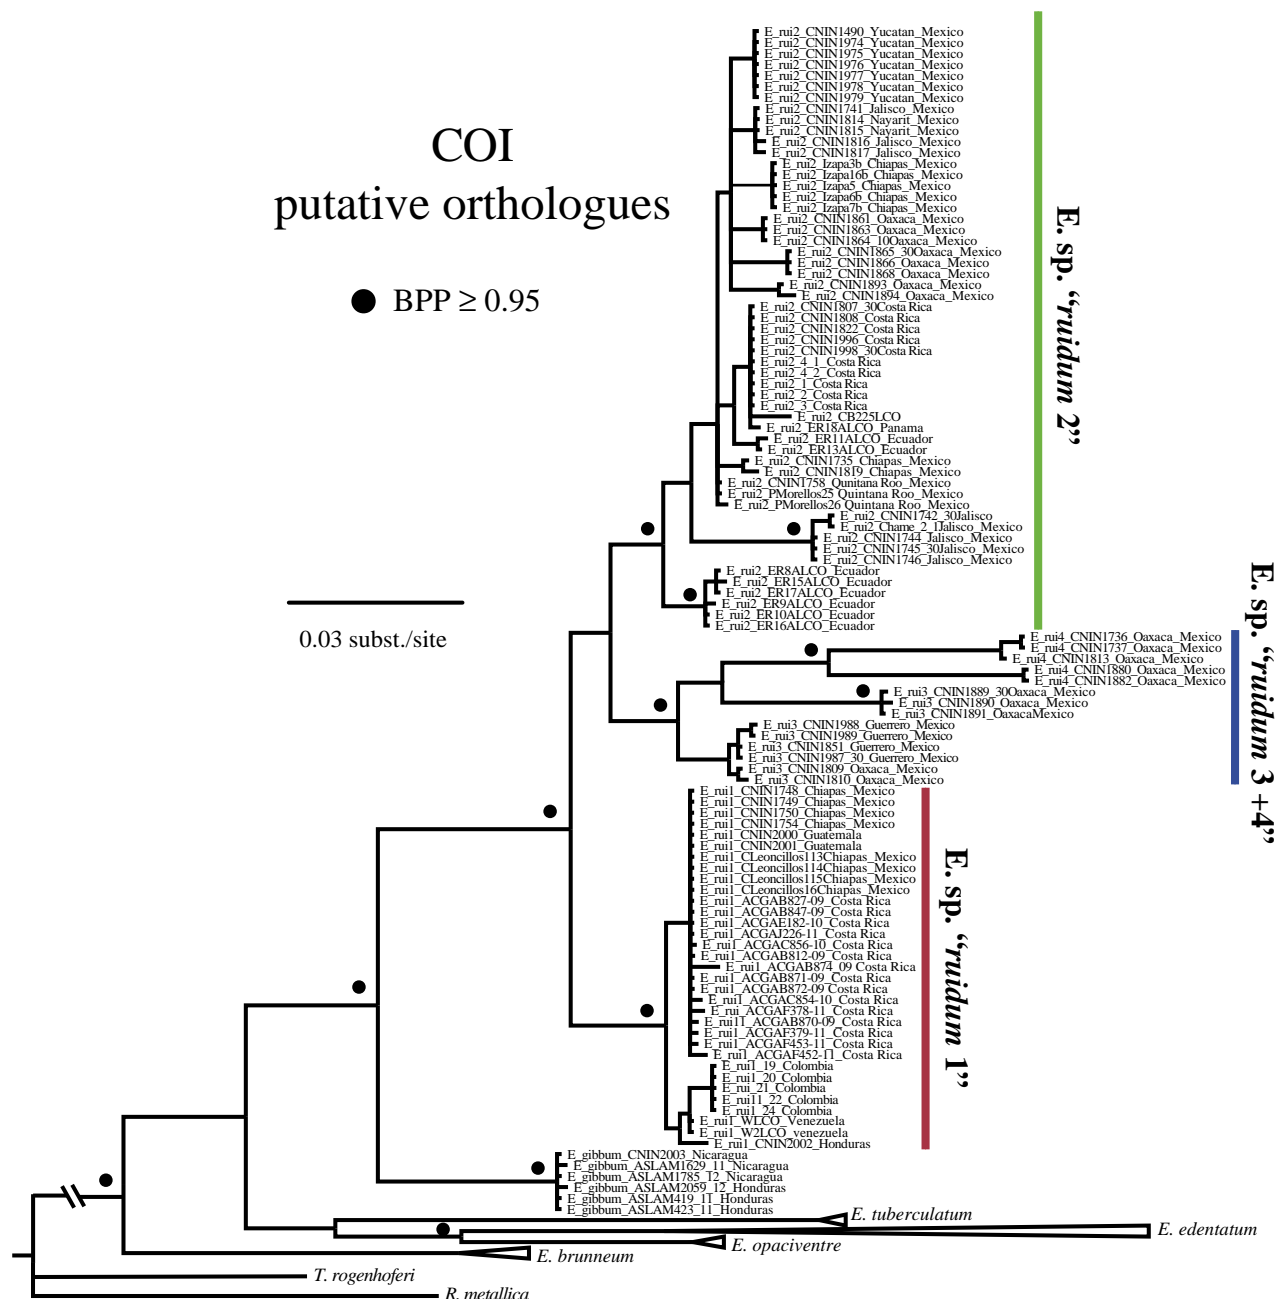 COI
putative orthologues
BPP ≥ 0.95
0.03 subst./site
E_rui2_CNIN1490_Yucatan_Mexico
E_rui2_CNIN1974_Yucatan_Mexico
E_rui2_CNIN1975_Yucatan_Mexico
E_rui2_CNIN1976_Yucatan_Mexico
E_rui2_CNIN1977_Yucatan_Mexico
E_rui2_CNIN1978_Yucatan_Mexico
E_rui2_CNIN1979_Yucatan_Mexico
E_rui2_CNIN1741_Jalisco_Mexico
E_rui2_CNIN1814_Nayarit_Mexico
E_rui2_CNIN1815_Nayarit_Mexico
E_rui2_CNIN1816_Jalisco_Mexico
E_rui2_CNIN1817_Jalisco_Mexico
E_rui2_Izapa3b_Chiapas_Mexico
E_rui2_Izapa16b_Chiapas_Mexico
E_rui2_Izapa5_Chiapas_Mexico
E_rui2_Izapa6b_Chiapas_Mexico
E_rui2_Izapa7b_Chiapas_Mexico
E_rui2_CNIN1861_Oaxaca_Mexico
E_rui2_CNIN1863_Oaxaca_Mexico
E_rui2_CNIN1864_10Oaxaca_Mexico
E_rui2_CNIN1865_30Oaxaca_Mexico
E_rui2_CNIN1866_Oaxaca_Mexico
E_rui2_CNIN1868_Oaxaca_Mexico
E_rui2_CNIN1893_Oaxaca_Mexico
E_rui2_CNIN1894_Oaxaca_Mexico
E_rui2_CNIN1807_30Costa Rica
E_rui2_CNIN1808_Costa Rica
E_rui2_CNIN1822_Costa Rica
E_rui2_CNIN1996_Costa Rica
E_rui2_CNIN1998_30Costa Rica
E_rui2_4_1_Costa Rica
E_rui2_4_2_Costa Rica
E_rui2_1_Costa Rica
E_rui2_2_Costa Rica
E_rui2_3_Costa Rica
E_rui2_CB225LCO
E_rui2_ER18ALCO_Panama
E_rui2_ER11ALCO_Ecuador
E_rui2_ER13ALCO_Ecuador
E_rui2_CNIN1735_Chiapas_Mexico
E_rui2_CNIN1819_Chiapas_Mexico
E_rui2_CNIN1758_Qunitana Roo_Mexico
E_rui2_PMorellos25 Quintana Roo_Mexico
E_rui2_PMorellos26 Quintana Roo_Mexico
E_rui2_CNIN1742_30Jalisco
E_rui2_Chame_2_1Jalisco_Mexico
E_rui2_CNIN1744_Jalisco_Mexico
E_rui2_CNIN1745_30Jalisco_Mexico
E_rui2_CNIN1746_Jalisco_Mexico
E_rui2_ER8ALCO_Ecuador
E_rui2_ER15ALCO_Ecuador
E_rui2_ER17ALCO_Ecuador
E_rui2_ER9ALCO_Ecuador
E_rui2_ER10ALCO_Ecuador
E_rui2_ER16ALCO_Ecuador
E. sp. “ruidum 2”
E_rui4_CNIN1736_Oaxaca_Mexico
E_rui4_CNIN1737_Oaxaca_Mexico
E_rui4_CNIN1813_Oaxaca_Mexico
E_rui4_CNIN1880_Oaxaca_Mexico
E_rui4_CNIN1882_Oaxaca_Mexico
E_rui3_CNIN1889_30Oaxaca_Mexico
E_rui3_CNIN1890_Oaxaca_Mexico
E_rui3_CNIN1891_OaxacaMexico
E_rui3_CNIN1988_Guerrero_Mexico
E_rui3_CNIN1989_Guerrero_Mexico
E_rui3_CNIN1851_Guerrero_Mexico
E_rui3_CNIN1987_30_Guerrero_Mexico
E_rui3_CNIN1809_Oaxaca_Mexico
E_rui3_CNIN1810_Oaxaca_Mexico
E. sp. “ruidum 3 +4”
E_rui1_CNIN1748_Chiapas_Mexico
E_rui1_CNIN1749_Chiapas_Mexico
E_rui1_CNIN1750_Chiapas_Mexico
E_rui1_CNIN1754_Chiapas_Mexico
E_rui1_CNIN2000_Guatemala
E_rui1_CNIN2001_Guatemala
E_rui1_CLeoncillos113Chiapas_Mexico
E_rui1_CLeoncillos114Chiapas_Mexico
E_rui1_CLeoncillos115Chiapas_Mexico
E_rui1_CLeoncillos16Chiapas_Mexico
E_rui1_ACGAB827-09_Costa Rica
E_rui1_ACGAB847-09_Costa Rica
E_rui1_ACGAE182-10_Costa Rica
E_rui1_ACGAJ226-11_Costa Rica
E_rui1_ACGAC856-10_Costa Rica
E_rui1_ACGAB812-09_Costa Rica
E_rui1_ACGAB874_09 Costa Rica
E_rui1_ACGAB871-09_Costa Rica
E_rui1_ACGAB872-09_Costa Rica
E_rui1_ACGAC854-10_Costa Rica
E_rui_ACGAF378-11_Costa Rica
E_rui11_ACGAB870-09_Costa Rica
E_rui1_ACGAF379-11_Costa Rica
E_rui1_ACGAF453-11_Costa Rica
E_rui1_ACGAF452-11_Costa Rica
E_rui1_19_Colombia
E_rui1_20_Colombia
E_rui_21_Colombia
E_rui11_22_Colombia
E_rui1_24_Colombia
E_rui1_WLCO_Venezuela
E_rui1_W2LCO_venezuela
E_rui1_CNIN2002_Honduras
E. sp. “ruidum 1”
E_gibbum_CNIN2003_Nicaragua
E_gibbum_ASLAM1629_11_Nicaragua
E_gibbum_ASLAM1785_12_Nicaragua
E_gibbum_ASLAM2059_12_Honduras
E_gibbum_ASLAM419_11_Honduras
E_gibbum_ASLAM423_11_Honduras
E. tuberculatum
E. edentatum
E. opaciventre
E. brunneum
T. rogenhoferi
R. metallica